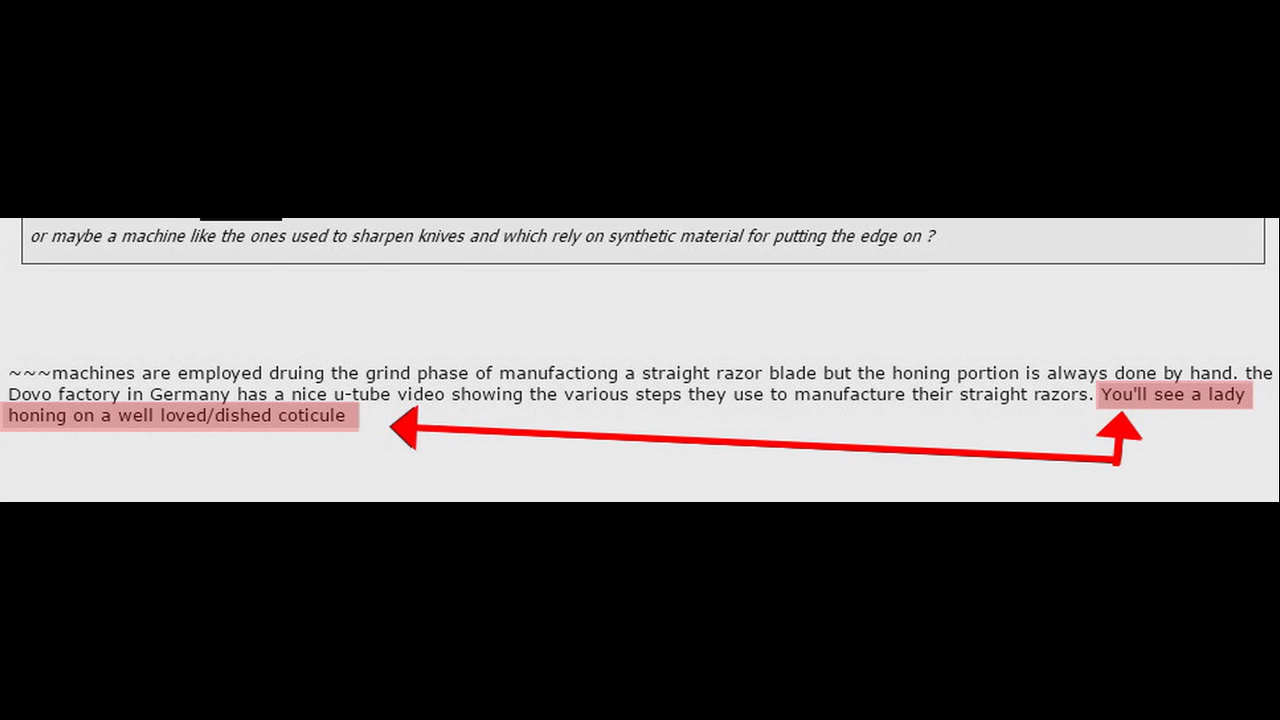 or maybe a machine like the ones used to sharpen knives and which rely on synthetic material for putting the edge on ?
~~~machines are employed druing the grind phase of manufactiong a straight razor blade but the honing portion is always done by hand. the
Dovo factory in Germany has a nice u-tube video showing the various steps they use to manufacture their straight razors. You'll see a lady
honing on a well loved/dished coticule